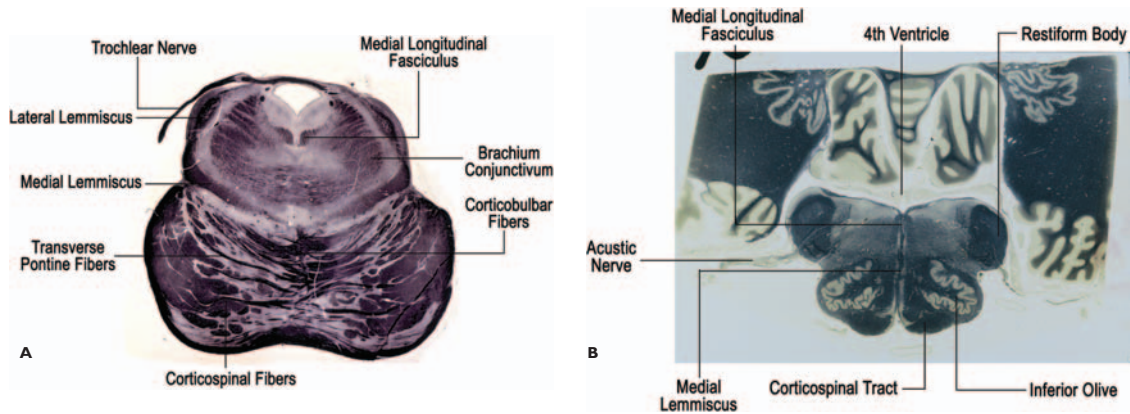 Trochlear Nerve
Medial Longitudinal
Fasciculus
Lateral Lemmiscus
Brachium
Conjunctivum
Medial Lemmiscus
Corticobulbar
Fibers
Transverse
Pontine Fibers
A
Corticospinal Fibers
Medial Longitudinal
Fasciculus
4th Ventricle
Restiform Body
Acustic
Nerve
B
Medial
Lemmiscus
Corticospinal Tract
Inferior Olive